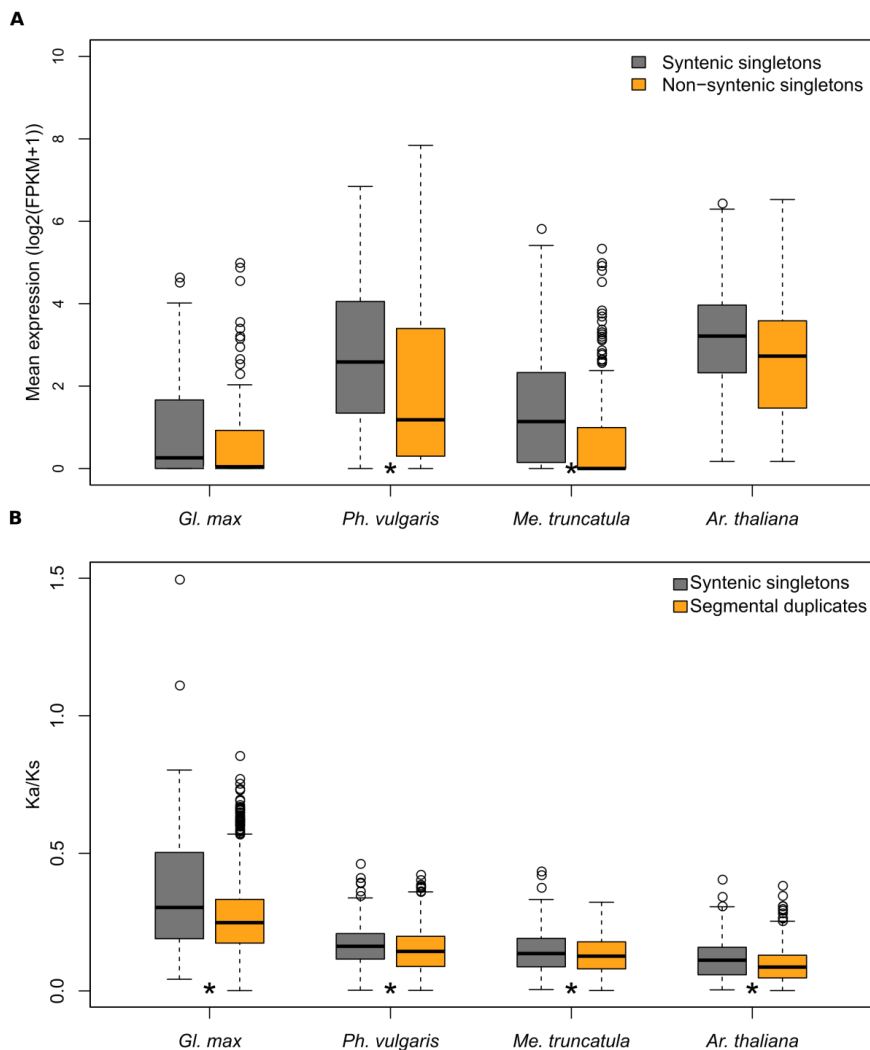 A
Mean expression (log2(FPKM+1))
10
8
6
4
2
0
Syntenic singletons
Non−syntenic singletons
* *
Gl. max Ph. vulgaris Me. truncatula Ar. thaliana
B
Ka/Ks
1.5
1.0
0.5
0.0
Syntenic singletons
Segmental duplicates
* * * *
Gl. max Ph. vulgaris Me. truncatula Ar. thaliana